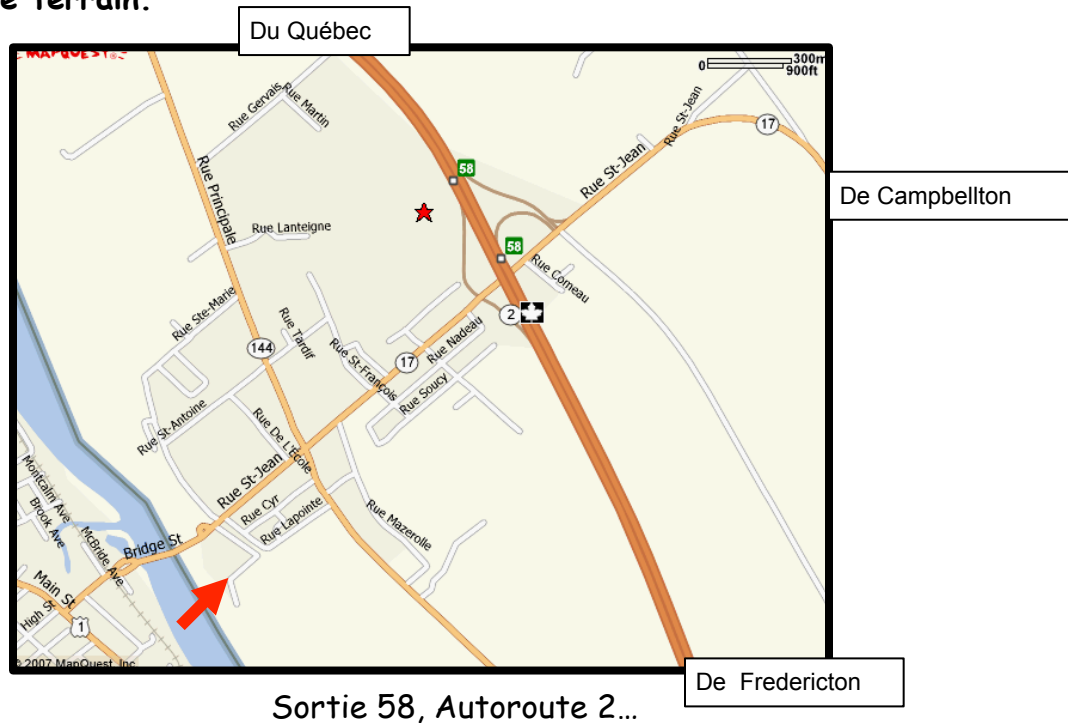 e Terrain.
Du Québec
MAPQUEST
0 300m
900ft
17
Rue St-Jean
Rue Gervais
Rue Martin
58
Rue St-Jean
De Campbellton
Rue Principale
Rue Lanteigne
58
Rue Comeau
Rue Ste-Marie
2
Rue Tardif
144
Rue St-François
17
Rue Nadeau
Rue Soucy
Rue St-Antoine
Rue De L'École
Rue St-Jean
Rue Cyr
Rue Lapointe
Rue Mazerolle
Montcalm Ave
Brook Ave
McBride Ave
Bridge St
Main St
High St
1
© 2007 MapQuest, Inc
De Fredericton
Sortie 58, Autoroute 2…